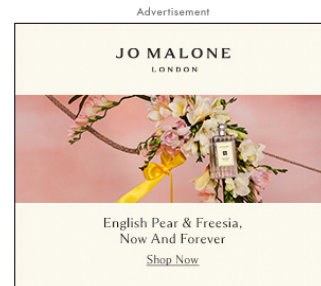 Advertisement
JO MALONE
LONDON
English Pear & Freesia,
Now And Forever
Shop Now